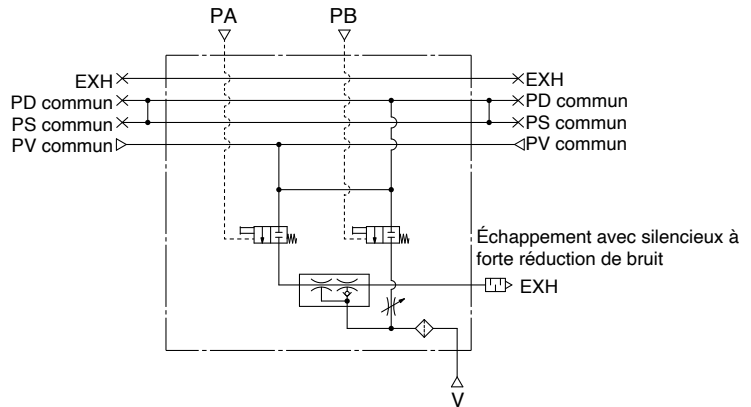 PA
PB
EXH
EXH
PD commun
PD commun
PS commun
PS commun
PV commun
PV commun
Échappement avec silencieux à
forte réduction de bruit
EXH
V